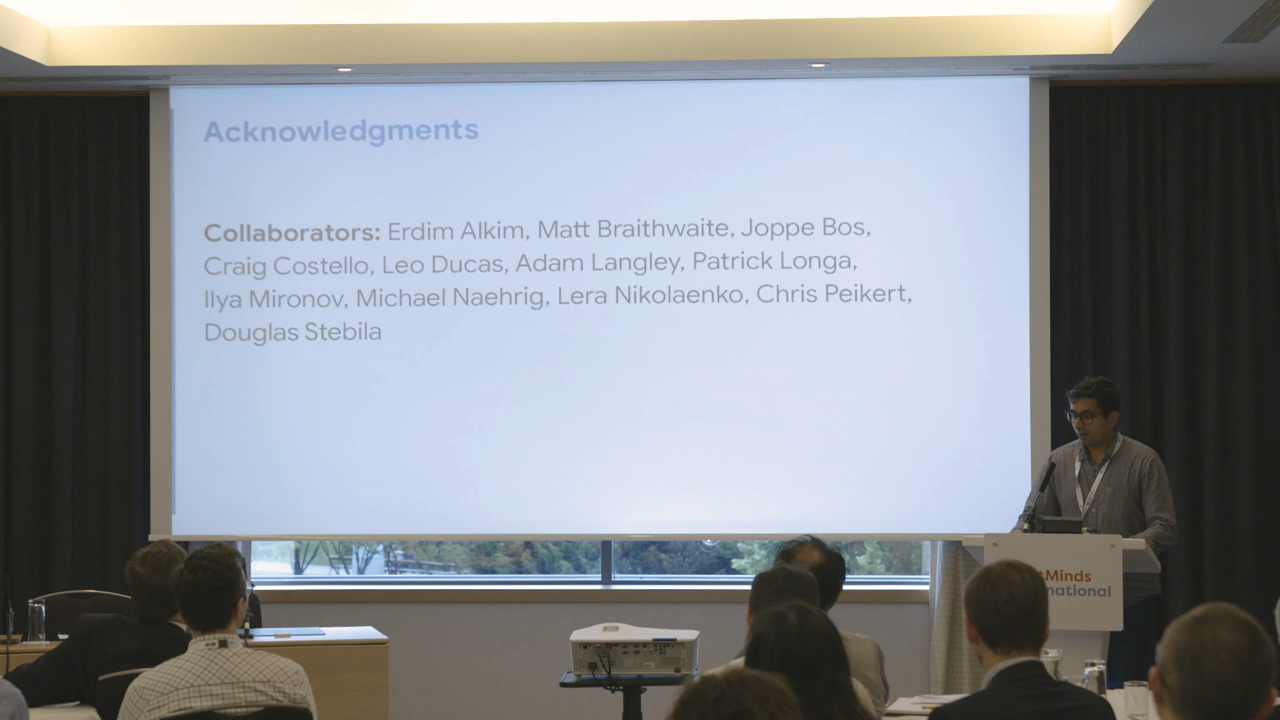 Acknowledgments
Collaborators: Erdim Alkim, Matt Braithwaite, Joppe Bos,
Craig Costello, Leo Ducas, Adam Langley, Patrick Longa,
Ilya Mironov, Michael Naehrig, Lera Nikolaenko, Chris Peikert,
Douglas Stebila
tMinds
national